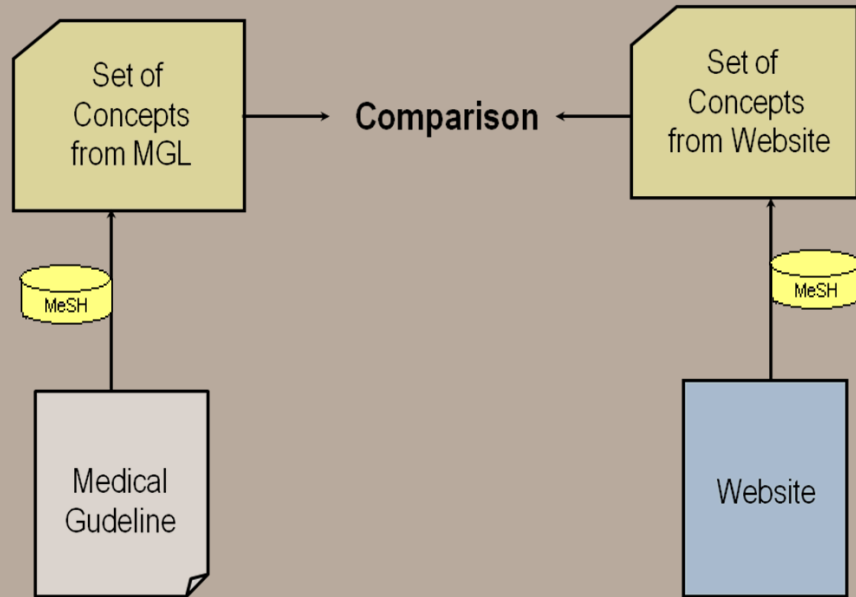 Set of
Concepts
from MGL
Comparison
Set of
Concepts
from Website
MeSH
MeSH
Medical
Gudeline
Website